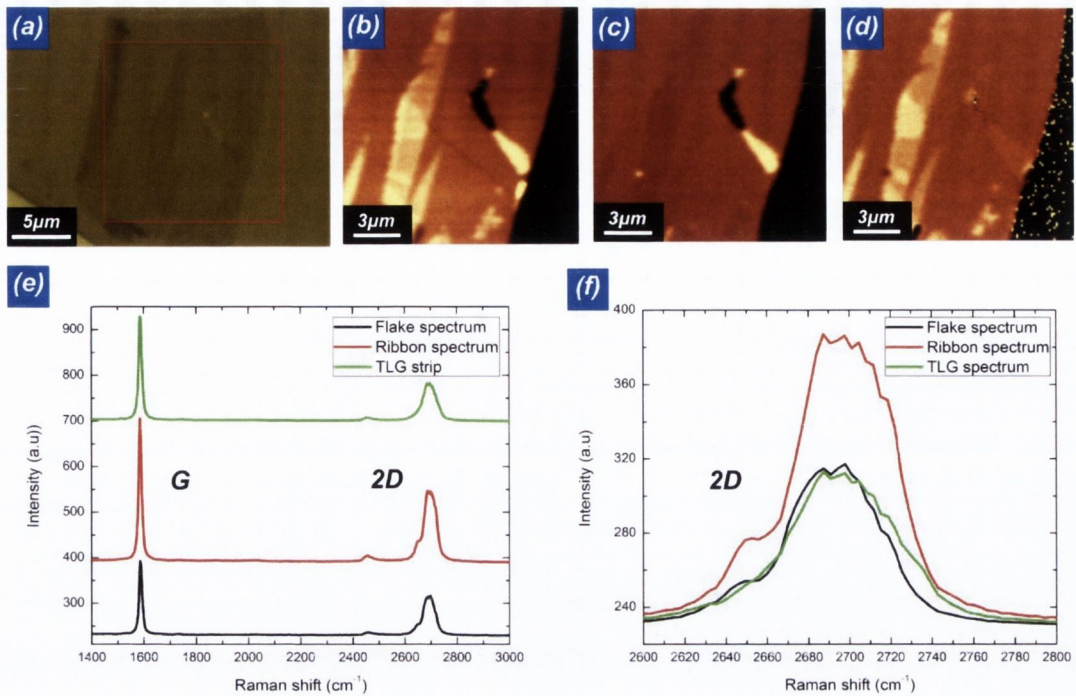 (a)
(b)
(c)
(d)
5µm
3µm
3µm
3µm
(e)
(f)
900
800
700
600
500
400
300
Intensity (a.u))
Flake spectrum
Ribbon spectrum
TLG strip
G
2D
1400 1600 1800 2000 2200 2400 2600 2800 3000
Raman shift (cm⁻¹)
400
360
320
280
240
Intensity (a.u)
Flake spectrum
Ribbon spectrum
TLG spectrum
2D
2600 2620 2640 2660 2680 2700 2720 2740 2760 2780 2800
Raman shift (cm⁻¹)